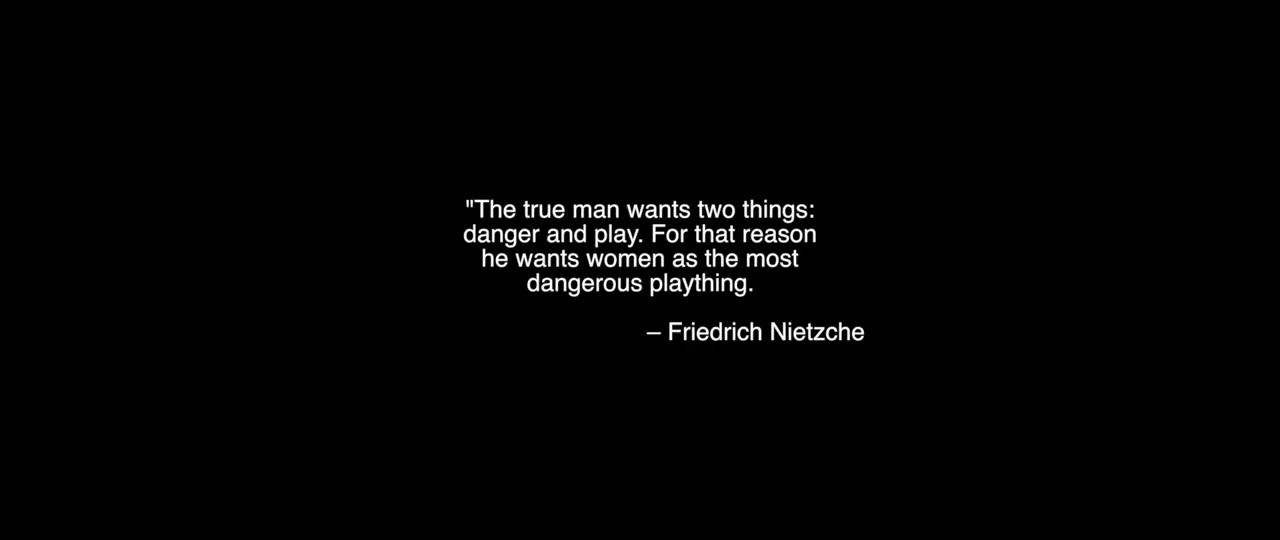 "The true man wants two things:
danger and play. For that reason
he wants women as the most
dangerous plaything.
– Friedrich Nietzche